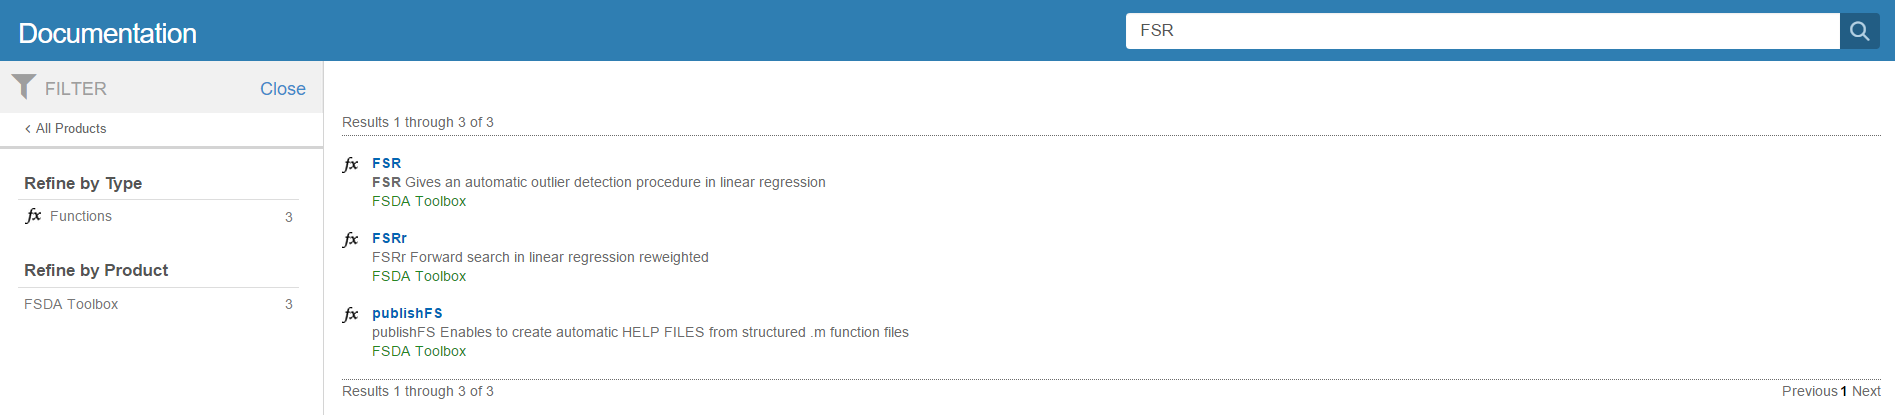 Documentation
FSR
FILTER Close
All Products
Refine by Type
fx Functions 3
Refine by Product
FSDA Toolbox 3
Results 1 through 3 of 3
fx FSR
FSR Gives an automatic outlier detection procedure in linear regression
FSDA Toolbox
fx FSRr
FSRr Forward search in linear regression reweighted
FSDA Toolbox
fx publishFS
publishFS Enables to create automatic HELP FILES from structured .m function files
FSDA Toolbox
Results 1 through 3 of 3
Previous 1 Next